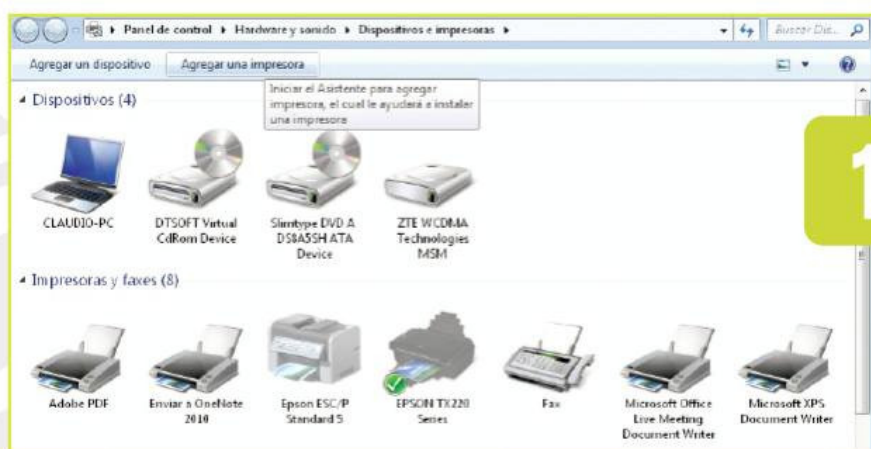 Panel de control ▸ Hardware y sonido ▸ Dispositivos e impresoras ▸
Buscar Dis...
Agregar un dispositivo Agregar una impresora
Iniciar el Asistente para agregar
impresora, el cual le ayudará a instalar
una impresora
Dispositivos (4)
1
CLAUDIO-PC
DTSOFT Virtual
CdRom Device
Slimtype DVD A
DS8A5SH ATA
Device
ZTE WCDMA
Technologies
MSM
Impresoras y faxes (8)
Adobe PDF
Enviar a OneNote
2010
Epson ESC/P
Standard 5
EPSON TX220
Series
Fax
Microsoft Office
Live Meeting
Document Writer
Microsoft XPS
Document Writer